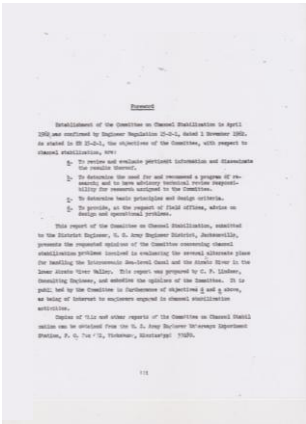 Foreword
Establishment of the Committee on Channel Stabilization in April
1962 was confirmed by Engineer Regulation 15-2-1, dated 1 November 1962.
As stated in ER 15-2-1, the objectives of the Committee, with respect to
channel stabilization, are:
a. To review and evaluate pertinent information and disseminate
the results thereof.
b. To determine the need for and recommend a program of re-
search; and to have advisory technical review responsi-
bility for research assigned to the Committee.
c. To determine basic principles and design criteria.
d. To provide, at the request of field offices, advice on
design and operational problems.
This report of the Committee on Channel Stabilization, submitted
to the District Engineer, U. S. Army Engineer District, Jacksonville,
presents the requested opinions of the Committee concerning channel
stabilization problems involved in evaluating the several alternate plans
for handling the Interoceanic Sea-Level Canal and the Atrato River in the
lower Atrato River Valley. This report was prepared by C. P. Lindner,
Consulting Engineer, and embodies the opinions of the Committee. It is
published by the Committee in furtherance of objectives and above,
as being of interest to engineers engaged in channel stabilization
activities.
Copies of this and other reports of the Committee on Channel Stabil
ization can be obtained from the U. S. Army Engineer Waterways Experiment
Station, P. O. Box 631, Vicksburg, Mississippi 39180.
iii